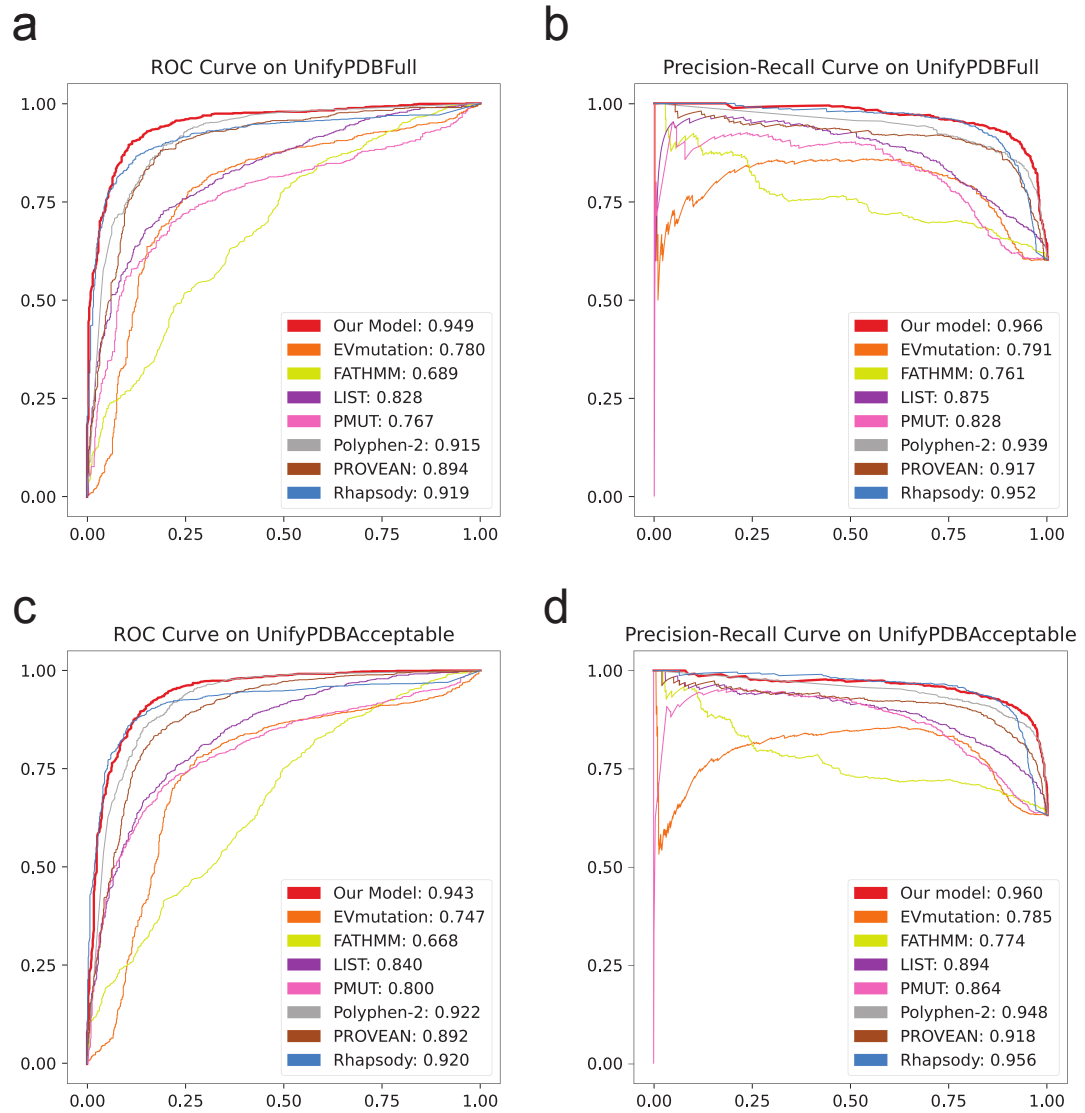 a
ROC Curve on UnifyPDBFull
1.00
0.75
0.50
0.25
0.00
0.00 0.25 0.50 0.75 1.00
Our Model: 0.949
EVmutation: 0.780
FATHMM: 0.689
LIST: 0.828
PMUT: 0.767
Polyphen-2: 0.915
PROVEAN: 0.894
Rhapsody: 0.919
b
Precision-Recall Curve on UnifyPDBFull
1.00
0.75
0.50
0.25
0.00
0.00 0.25 0.50 0.75 1.00
Our model: 0.966
EVmutation: 0.791
FATHMM: 0.761
LIST: 0.875
PMUT: 0.828
Polyphen-2: 0.939
PROVEAN: 0.917
Rhapsody: 0.952
c
ROC Curve on UnifyPDBAcceptable
1.00
0.75
0.50
0.25
0.00
0.00 0.25 0.50 0.75 1.00
Our Model: 0.943
EVmutation: 0.747
FATHMM: 0.668
LIST: 0.840
PMUT: 0.800
Polyphen-2: 0.922
PROVEAN: 0.892
Rhapsody: 0.920
d
Precision-Recall Curve on UnifyPDBAcceptable
1.00
0.75
0.50
0.25
0.00
0.00 0.25 0.50 0.75 1.00
Our model: 0.960
EVmutation: 0.785
FATHMM: 0.774
LIST: 0.894
PMUT: 0.864
Polyphen-2: 0.948
PROVEAN: 0.918
Rhapsody: 0.956